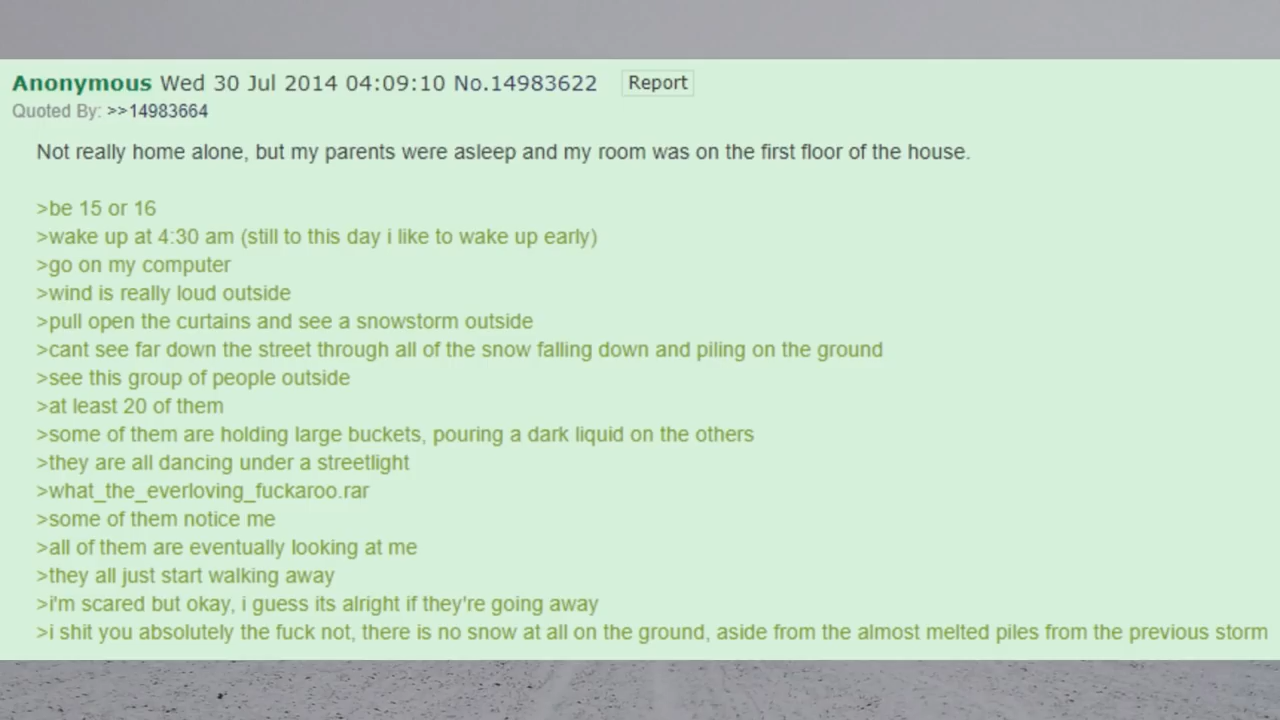 Anonymous Wed 30 Jul 2014 04:09:10 No.14983622 Report
Quoted By: >>14983664
Not really home alone, but my parents were asleep and my room was on the first floor of the house.
>be 15 or 16
>wake up at 4:30 am (still to this day i like to wake up early)
>go on my computer
>wind is really loud outside
>pull open the curtains and see a snowstorm outside
>cant see far down the street through all of the snow falling down and piling on the ground
>see this group of people outside
>at least 20 of them
>some of them are holding large buckets, pouring a dark liquid on the others
>they are all dancing under a streetlight
>what_the_everloving_fuckaroo.rar
>some of them notice me
>all of them are eventually looking at me
>they all just start walking away
>i'm scared but okay, i guess its alright if they're going away
>i shit you absolutely the fuck not, there is no snow at all on the ground, aside from the almost melted piles from the previous storm